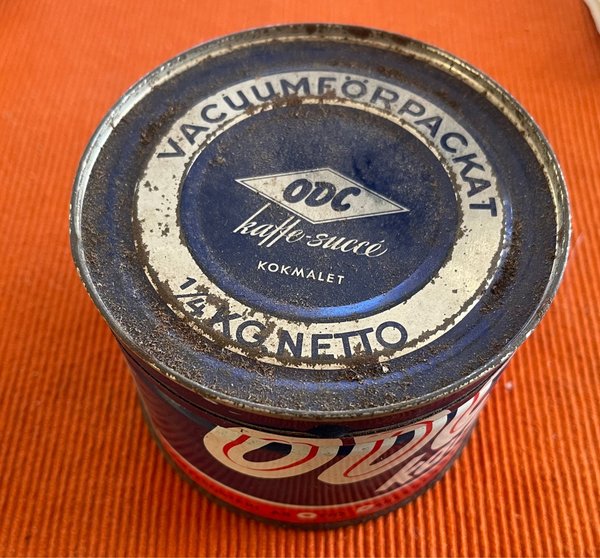 VACUUMFÖRPACKAT
ODC
kaffe-succé
KOKMALET
1/4 KG NETTO